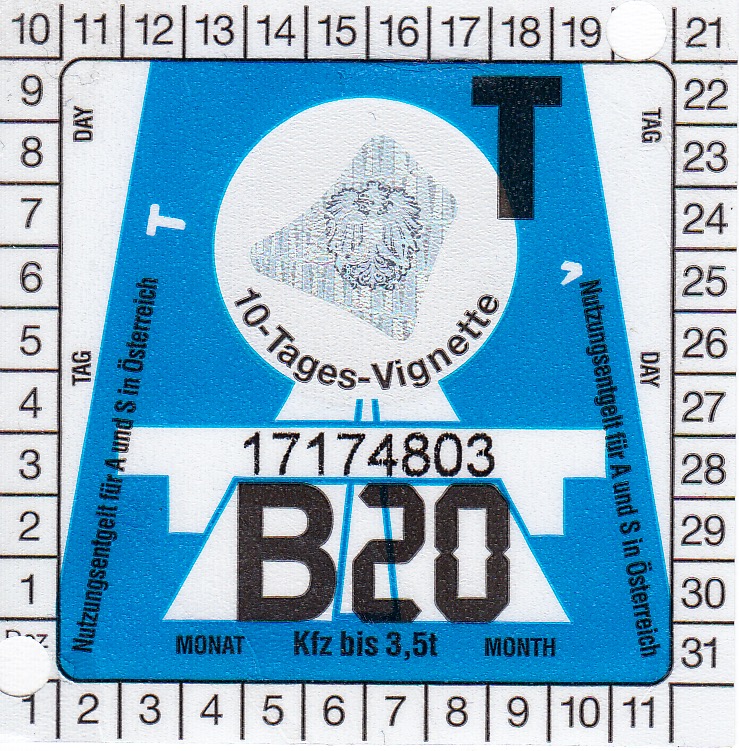 10 11 12 13 14 15 16 17 18 19 21
9 22
8 23
7 24
6 25
5 26
4 27
3 28
2 29
1 30
31
DAY
TAG
T
T
10-Tages-Vignette
TAG
DAY
Nutzungsentgelt für A und S in Österreich
Nutzungsentgelt für A und S in Österreich
17174803
B20
MONAT Kfz bis 3,5t MONTH
1 2 3 4 5 6 7 8 9 10 11